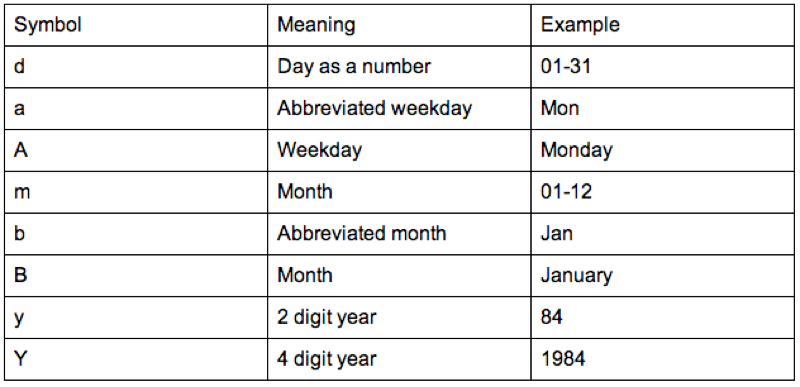 Symbol Meaning Example
d Day as a number 01-31
a Abbreviated weekday Mon
A Weekday Monday
m Month 01-12
b Abbreviated month Jan
B Month January
y 2 digit year 84
Y 4 digit year 1984